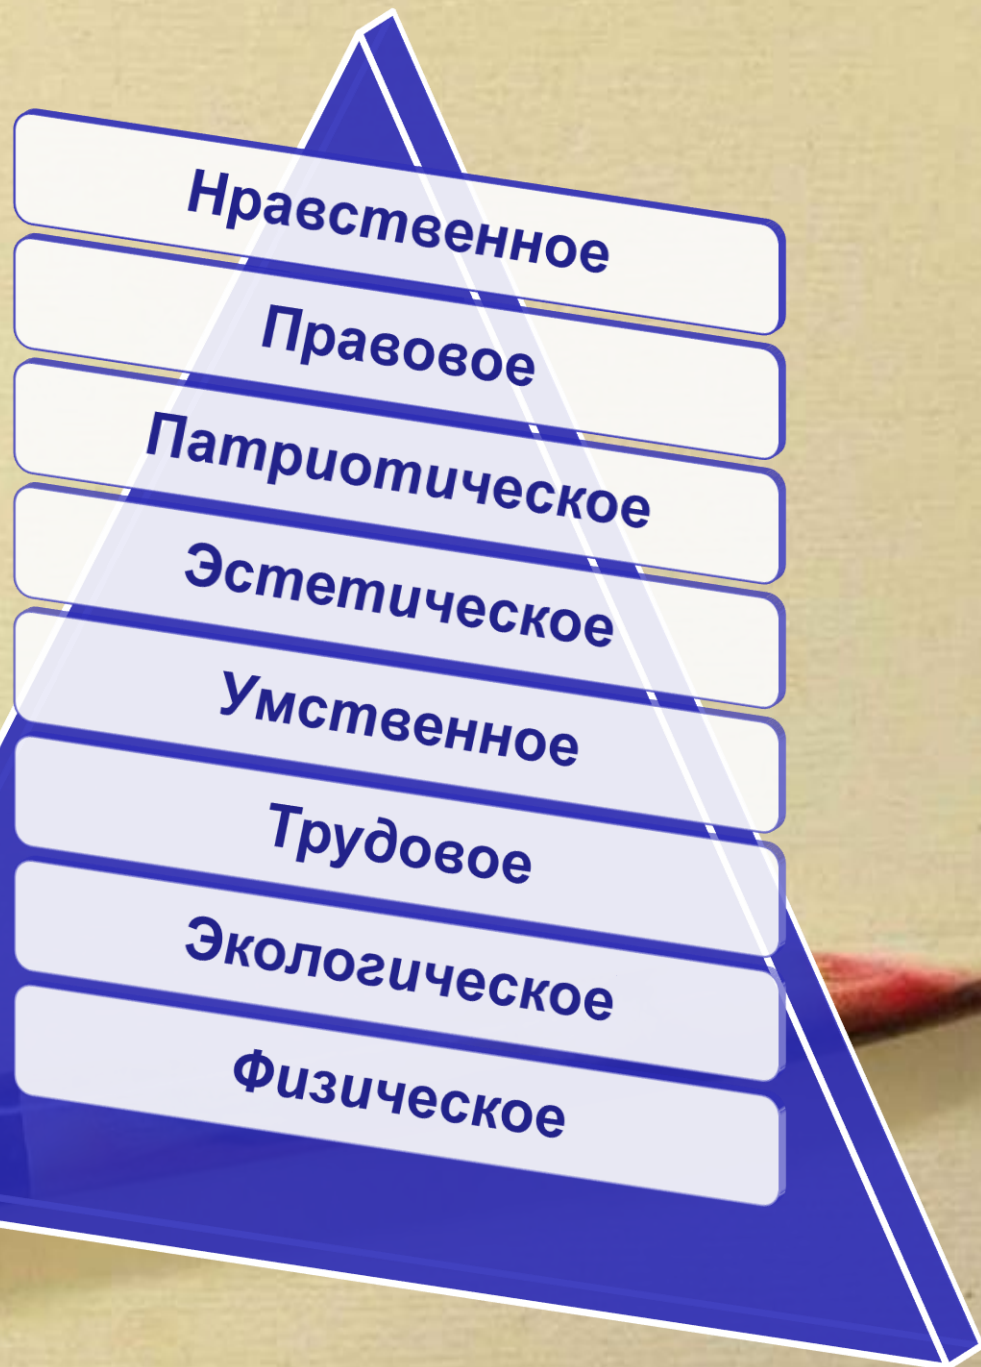 Нравственное
Правовое
Патриотическое
Эстетическое
Умственное
Трудовое
Экологическое
Физическое